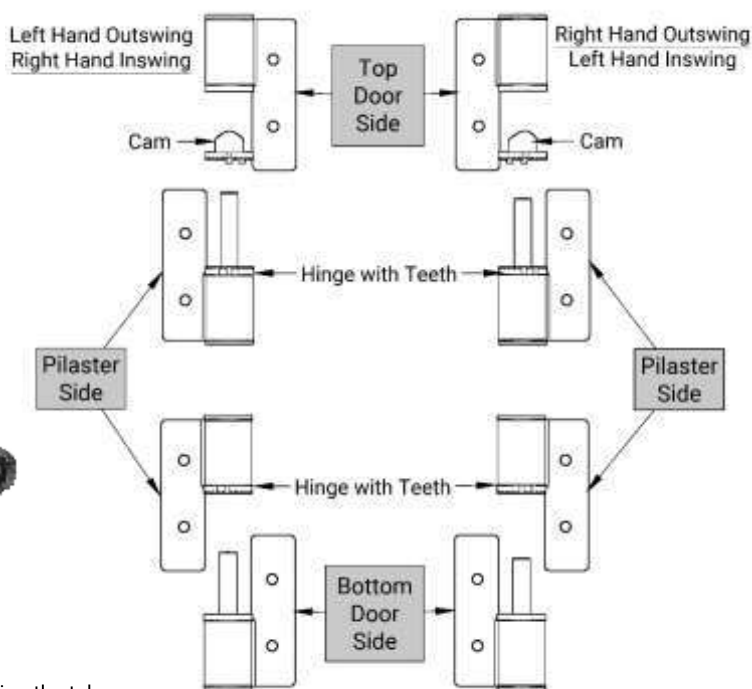 Left Hand Outswing
Right Hand Inswing
Right Hand Outswing
Left Hand Inswing
Top
Door
Side
Cam
Cam
Hinge with Teeth
Pilaster
Side
Pilaster
Side
Hinge with Teeth
Bottom
Door
Side